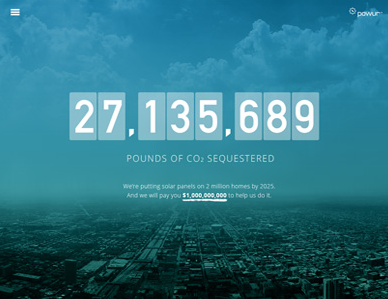 powur
27,135,689
POUNDS OF CO₂ SEQUESTERED
We're putting solar panels on 2 million homes by 2025.
And we will pay you $1,000,000,000 to help us do it.